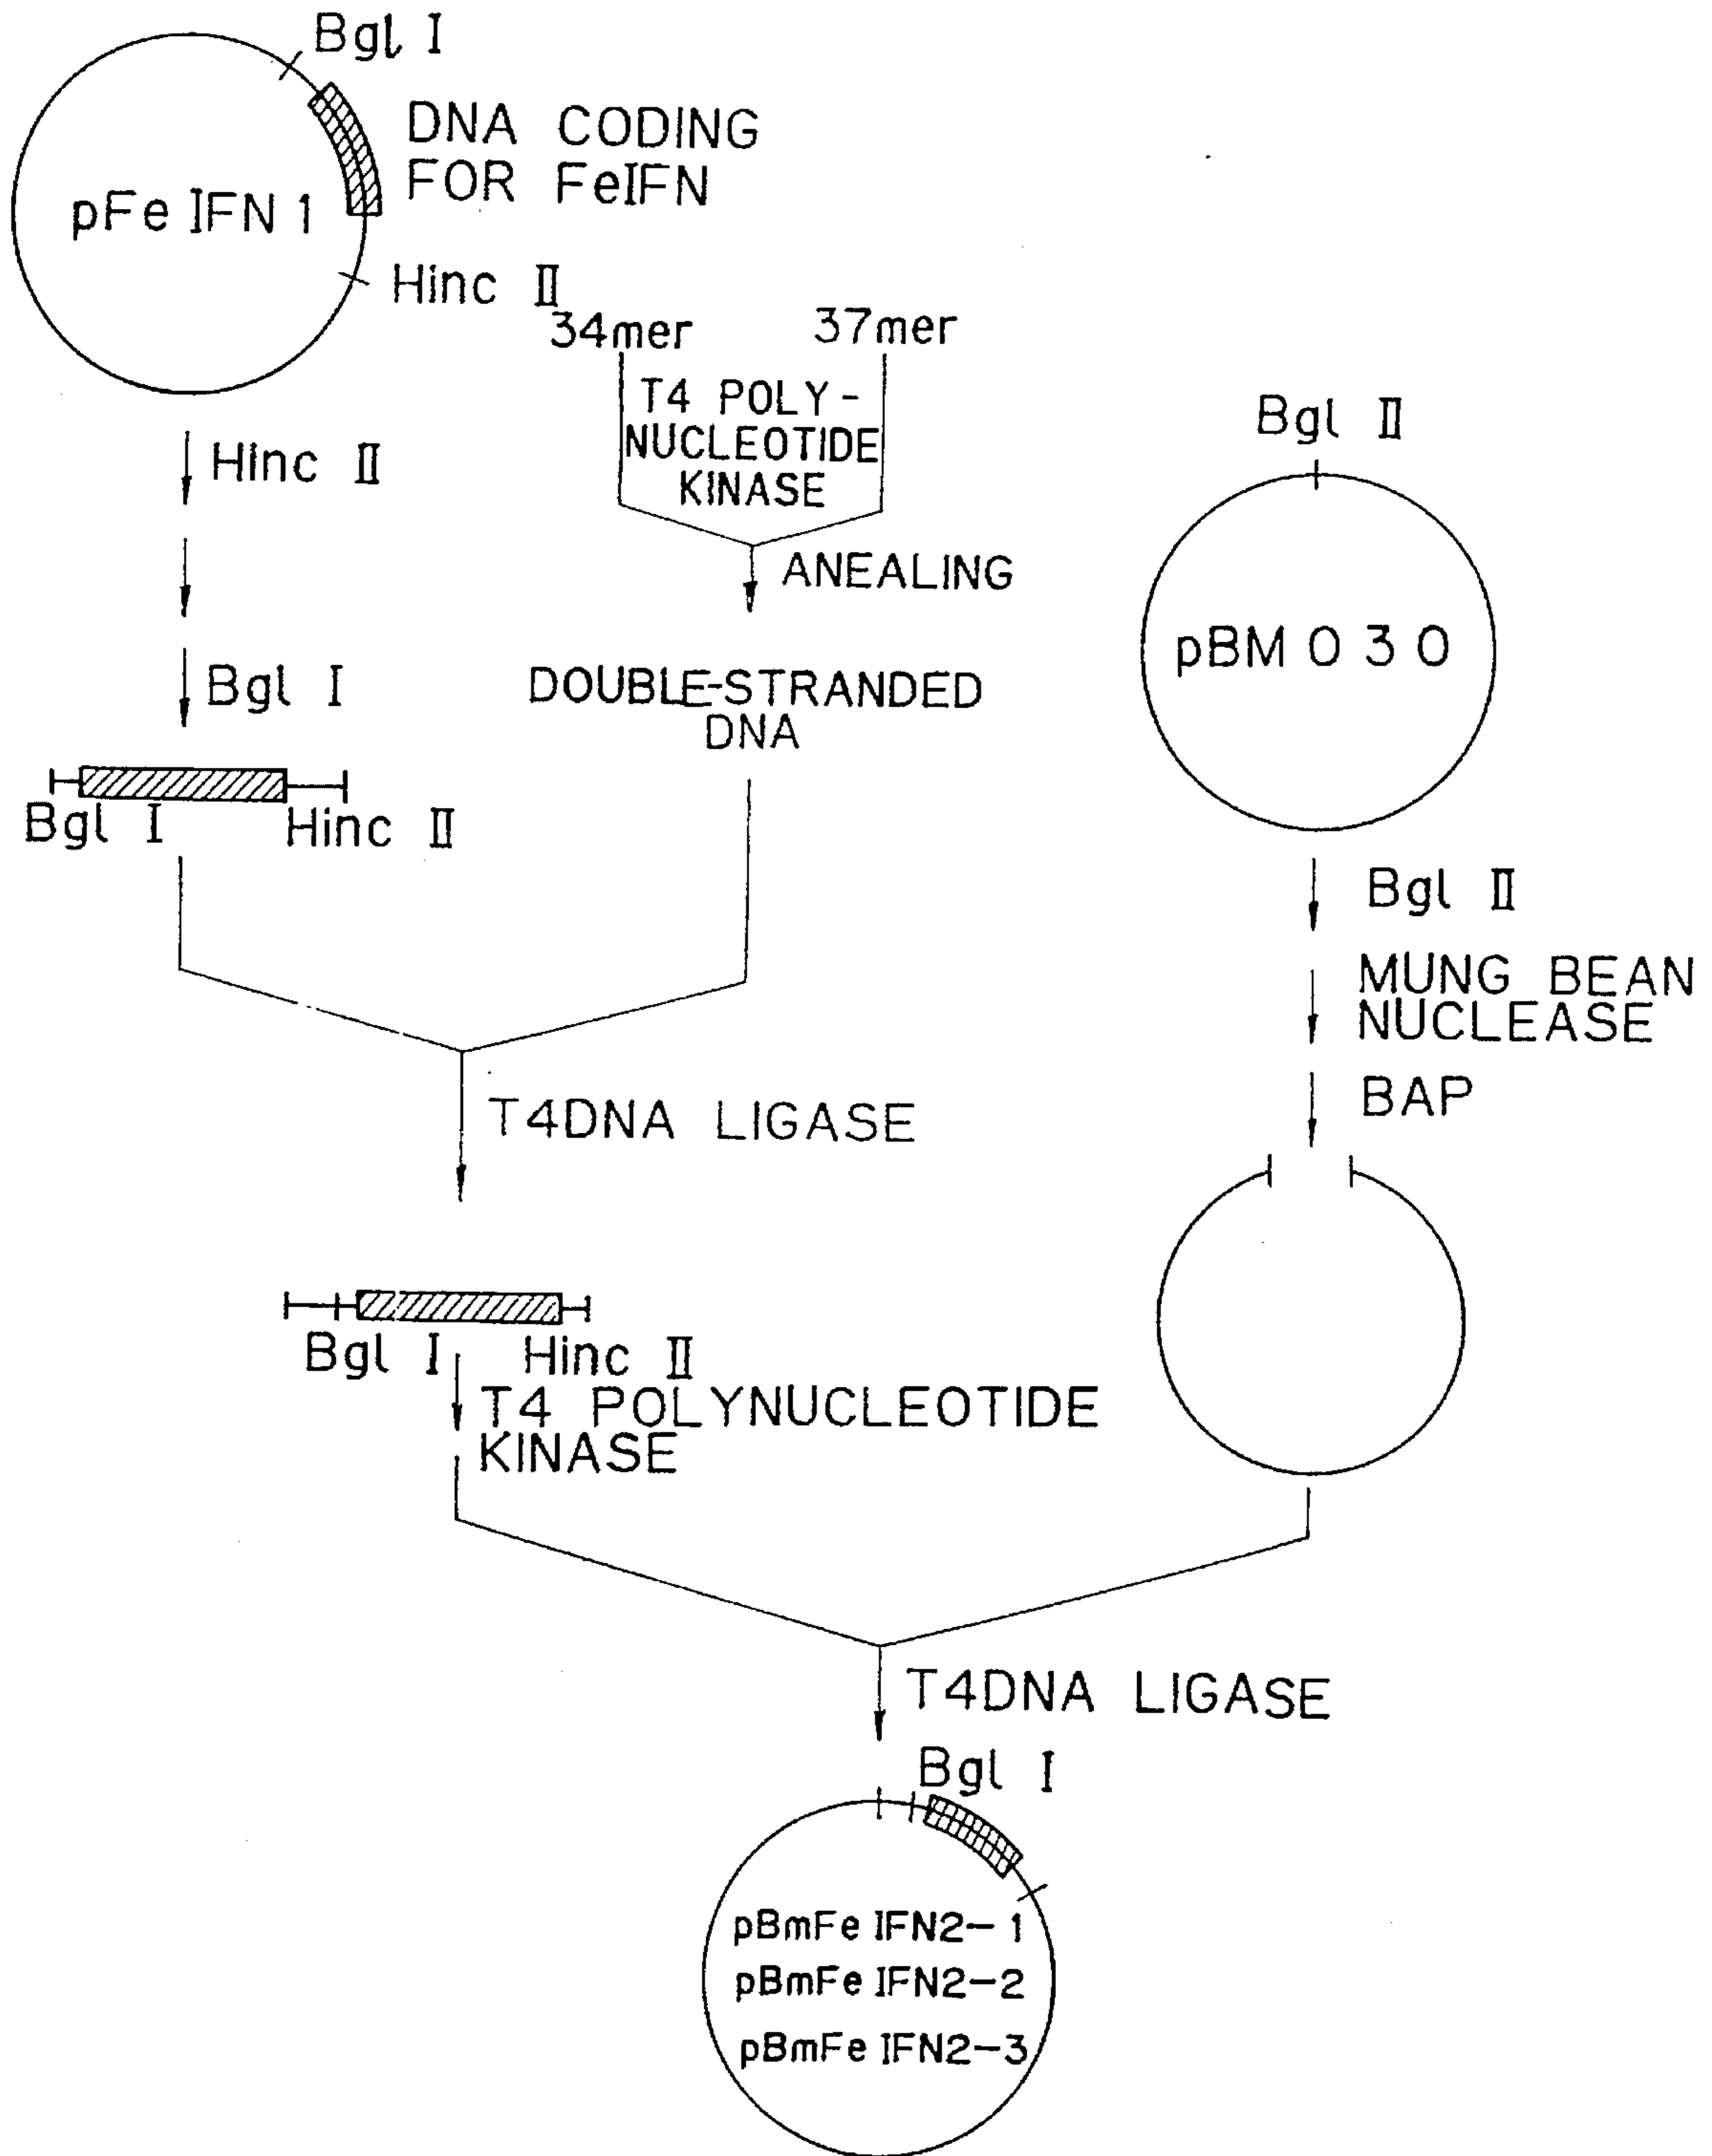 Bgl I
DNA CODING
FOR FeIFN
pFe IFN 1
Hinc II
34mer
37mer
T4 POLY-
NUCLEOTIDE
KINASE
Hinc II
ANEALING
Bgl I
DOUBLE-STRANDED
DNA
Bgl I
Hinc II
Bgl II
pBM 0 3 0
Bgl II
MUNG BEAN
NUCLEASE
BAP
T4DNA LIGASE
Bgl I
Hinc II
T4 POLYNUCLEOTIDE
KINASE
T4DNA LIGASE
Bgl I
pBmFe IFN2-1
pBmFe IFN2-2
pBmFe IFN2-3